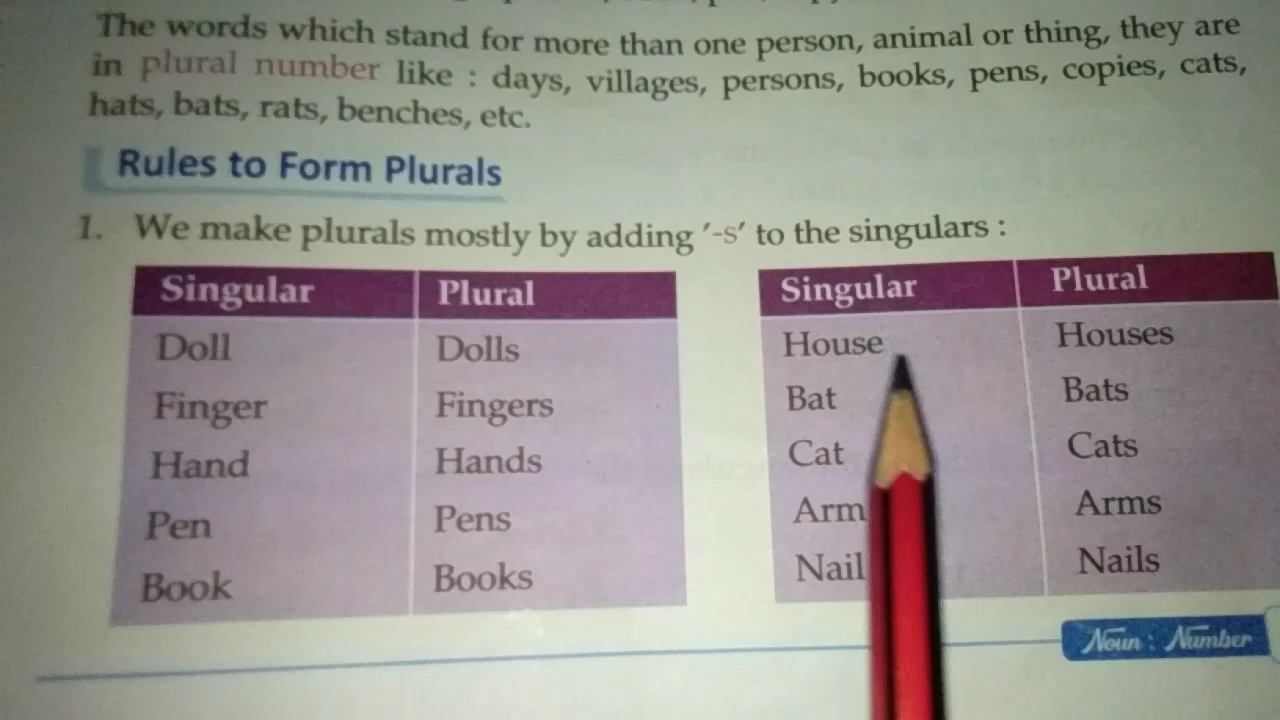 The words which stand for more than one person, animal or thing, they are
in plural number like : days, villages, persons, books, pens, copies, cats,
hats, bats, rats, benches, etc.
Rules to Form Plurals
1. We make plurals mostly by adding '-s' to the singulars :
Singular Plural
Doll Dolls
Finger Fingers
Hand Hands
Pen Pens
Book Books
Singular Plural
House Houses
Bat Bats
Cat Cats
Arm Arms
Nail Nails
Noun : Number